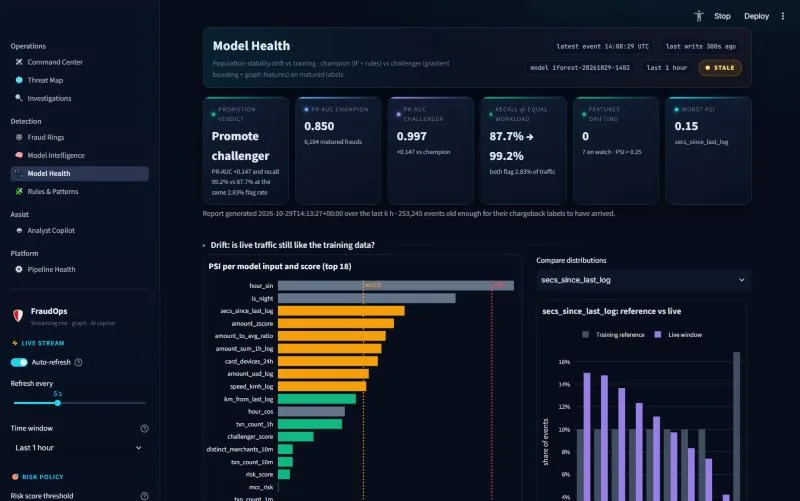 Stop
Deploy
Operations
Command Center
Threat Map
Investigations
Detection
Fraud Rings
Model Intelligence
Model Health
Rules & Patterns
Assist
Analyst Copilot
Platform
Pipeline Health
FraudOps
Streaming risk · graph · AI copilot
LIVE STREAM
Auto-refresh
Refresh every
5 s
Time window
Last 1 hour
RISK POLICY
Risk score threshold
Model Health
Population-stability drift vs training · champion (IF + rules) vs challenger (gradient
boosting + graph features) on matured labels
latest event 14:08:29 UTC
last write 300s ago
model iforest-20261029-1402
last 1 hour
STALE
PROMOTION
VERDICT
Promote
challenger
PR-AUC +0.147 and recall
99.2% vs 87.7% at the
same 2.83% flag rate
PR-AUC CHAMPION
0.850
6,184 matured frauds
PR-AUC
CHALLENGER
0.997
+0.147 vs champion
RECALL @ EQUAL
WORKLOAD
87.7% →
99.2%
both flag 2.83% of traffic
FEATURES
DRIFTING
0
7 on watch · PSI > 0.25
WORST PSI
0.15
secs_since_last_log
Report generated 2026-10-29T14:13:27+00:00 over the last 6 h · 253,245 events old enough for their chargeback labels to have arrived.
Drift: is live traffic still like the training data?
PSI per model input and score (top 18)
watch
hour_sin
is_night
secs_since_last_log
amount_zscore
amount_to_avg_ratio
amount_sum_1h_log
card_devices_24h
amount_usd_log
speed_kmh_log
km_from_last_log
hour_cos
txn_count_1h
challenger_score
distinct_merchants_10m
txn_count_10m
risk_score
mcc_risk
txn_count_1m
Compare distributions
secs_since_last_log
secs_since_last_log: reference vs live
Training reference
Live window
16%
14%
12%
10%
8%
6%
4%
share of events